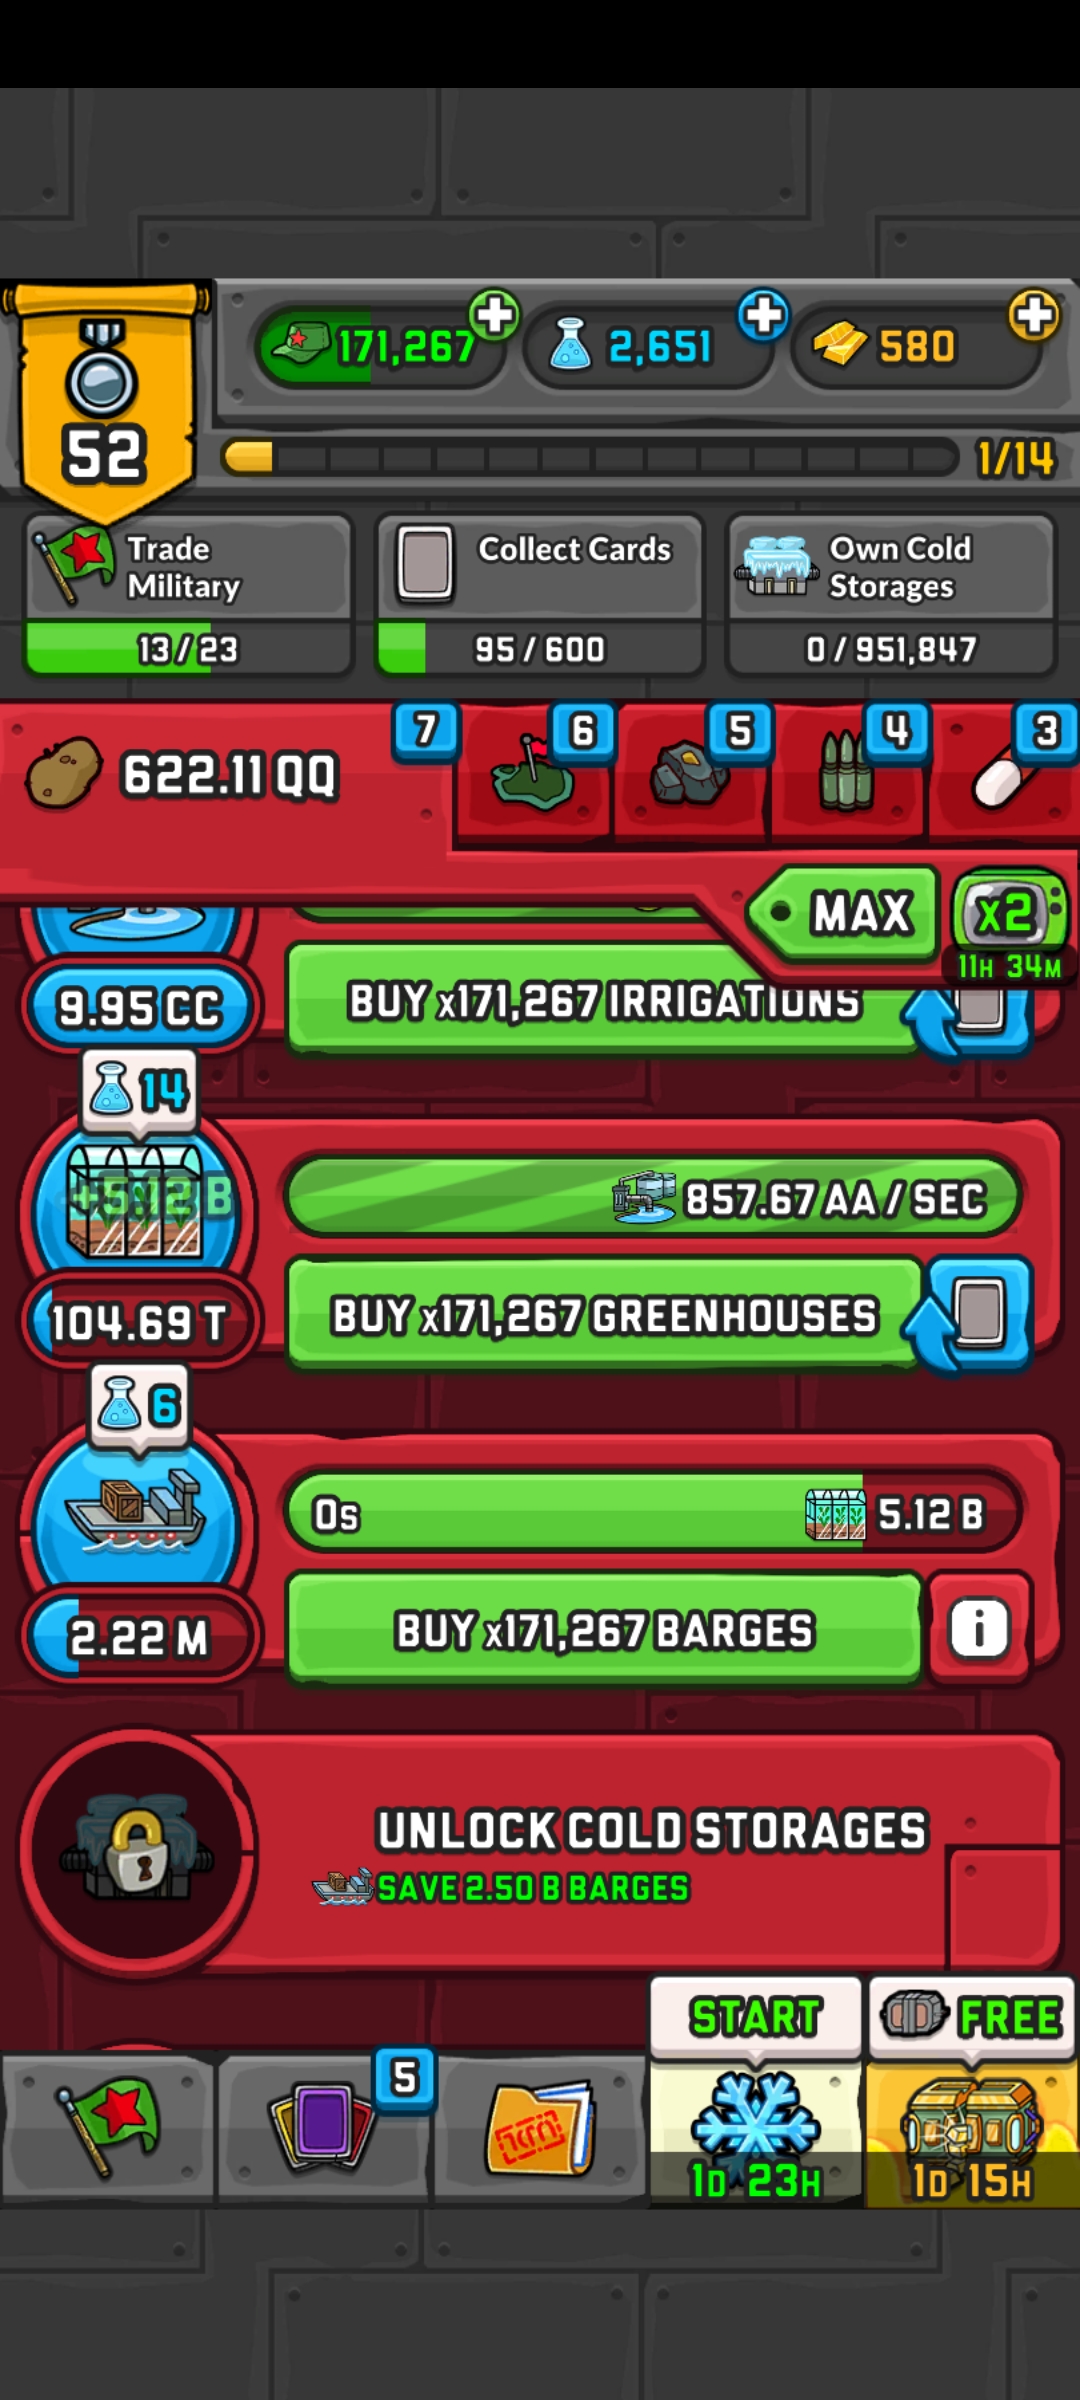 171,267
2,651
580
52
1/14
Trade
Military
13/23
Collect Cards
95/600
Own Cold
Storages
0/951,847
622.11 QQ
7
6
5
4
3
MAX
x2
11H 34M
9.95 CC
BUY x171,267 IRRIGATIONS
14
+5.12 B
857.67 AA / SEC
104.69 T
BUY x171,267 GREENHOUSES
6
0s
5.12 B
2.22 M
BUY x171,267 BARGES
i
UNLOCK COLD STORAGES
SAVE 2.50 B BARGES
START
FREE
5
1D 23H
1D 15H